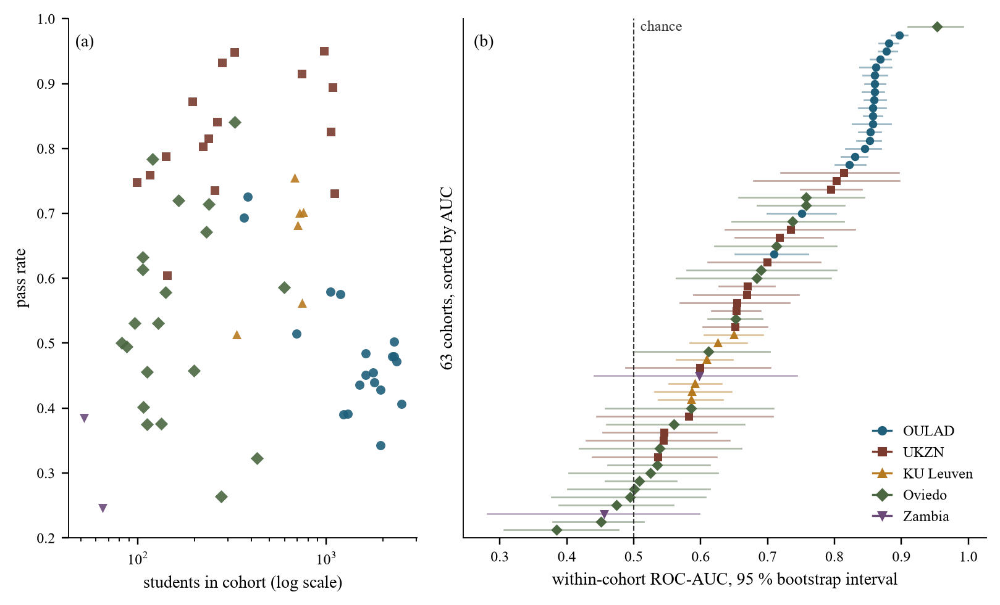 (a)
pass rate
1.0
0.9
0.8
0.7
0.6
0.5
0.4
0.3
0.2
10²
10³
students in cohort (log scale)
(b)
chance
63 cohorts, sorted by AUC
OULAD
UKZN
KU Leuven
Oviedo
Zambia
0.3
0.4
0.5
0.6
0.7
0.8
0.9
1.0
within-cohort ROC-AUC, 95 % bootstrap interval